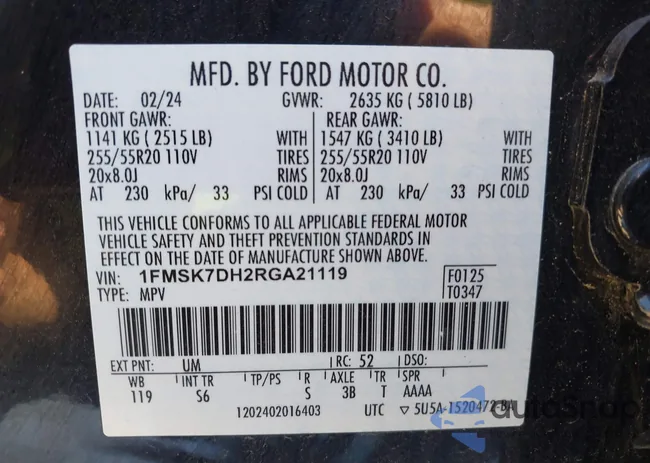 MFD. BY FORD MOTOR CO.
DATE: 02/24 GVWR: 2635 KG ( 5810 LB)
FRONT GAWR: REAR GAWR:
1141 KG ( 2515 LB) WITH 1547 KG ( 3410 LB) WITH
255/55R20 110V TIRES 255/55R20 110V TIRES
20x8.0J RIMS 20x8.0J RIMS
AT 230 kPa/ 33 PSI COLD AT 230 kPa/ 33 PSI COLD
THIS VEHICLE CONFORMS TO ALL APPLICABLE FEDERAL MOTOR
VEHICLE SAFETY AND THEFT PREVENTION STANDARDS IN
EFFECT ON THE DATE OF MANUFACTURE SHOWN ABOVE.
VIN: 1FMSK7DH2RGA21119 F0125
TYPE: MPV T0347
EXT PNT: UM RC: 52 DSO:
WB INT TR TP/PS R AXLE TR SPR
119 S6 S 3B T AAAA
1202402016403 UTC ▽ 5U5A-1520472-BA
autoSnap